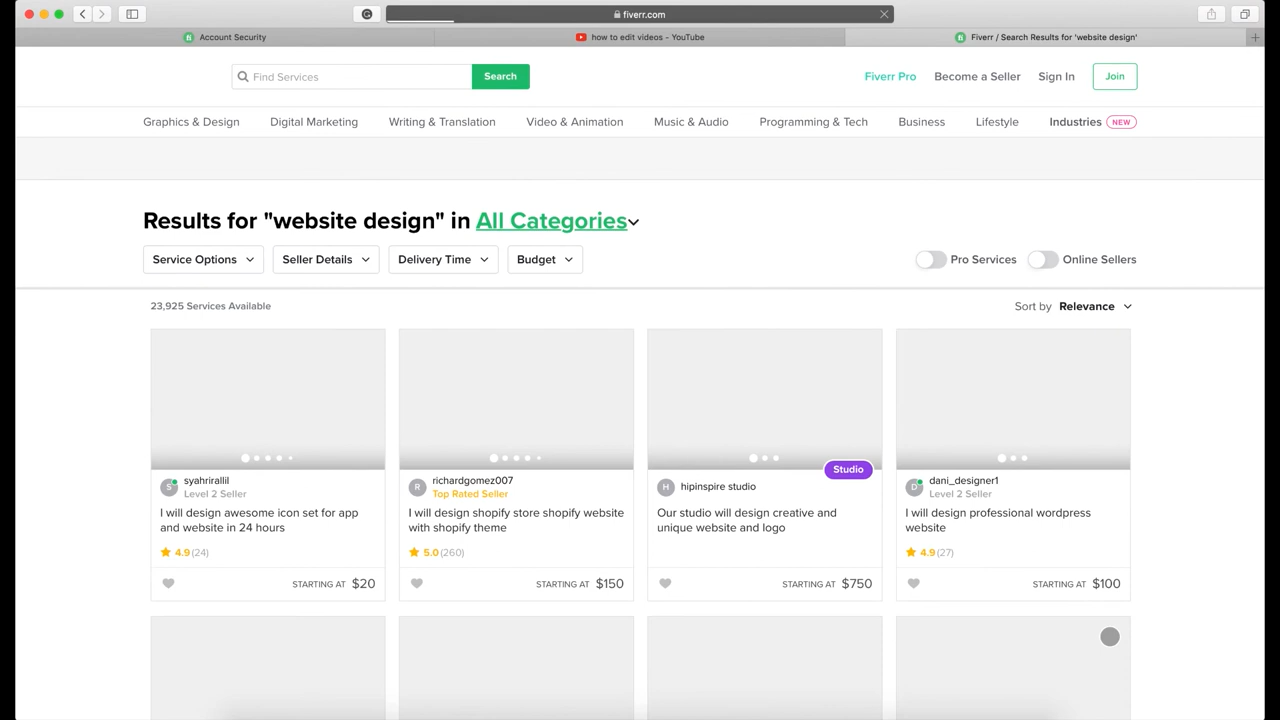 fiverr.com
Account Security
how to edit videos - YouTube
Fiverr / Search Results for 'website design'
Find Services
Search
Fiverr Pro
Become a Seller
Sign In
Join
Graphics & Design
Digital Marketing
Writing & Translation
Video & Animation
Music & Audio
Programming & Tech
Business
Lifestyle
Industries NEW
Results for "website design" in All Categories
Service Options
Seller Details
Delivery Time
Budget
Pro Services
Online Sellers
23,925 Services Available
Sort by Relevance
S
syahrirallil
Level 2 Seller
I will design awesome icon set for app
and website in 24 hours
4.9 (24)
STARTING AT $20
R
richardgomez007
Top Rated Seller
I will design shopify store shopify website
with shopify theme
5.0 (260)
STARTING AT $150
Studio
H
hipinspire studio
Our studio will design creative and
unique website and logo
STARTING AT $750
D
dani_designer1
Level 2 Seller
I will design professional wordpress
website
4.9 (27)
STARTING AT $100